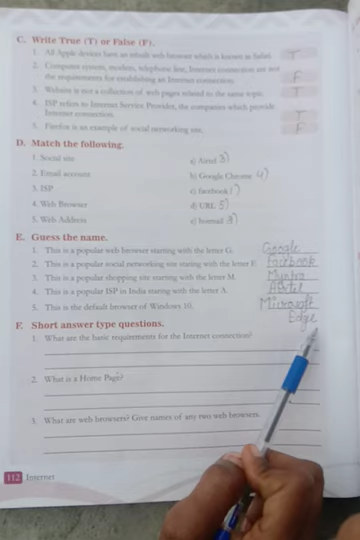 C. Write True (T) or False (F).
1. All Apple devices have an inbuilt web browser which is known as Safari. T
2. Computer system, modem, telephone line, Internet connection are not
the requirements for establishing an Internet connection. F
3. Website is not a collection of web pages related to the same topic. T
4. ISP refers to Internet Service Provider, the companies which provide
Internet connection. T
5. Firefox is an example of social networking site. F
D. Match the following.
1. Social site a) Airtel 3)
2. Email account b) Google Chrome 4)
3. ISP c) facebook 1)
4. Web Browser d) URL 5)
5. Web Address e) hotmail
E. Guess the name.
1. This is a popular web browser starting with the letter G. Google
2. This is a popular social networking site starting with the letter F. Facebook
3. This is a popular shopping site starting with the letter M. Myntra
4. This is a popular ISP in India starting with the letter A. Airtel
5. This is the default browser of Windows 10. Microsoft
Edge
F. Short answer type questions.
1. What are the basic requirements for the Internet connection?
2. What is a Home Page?
3. What are web browsers? Give names of any two web browsers.
112 Internet